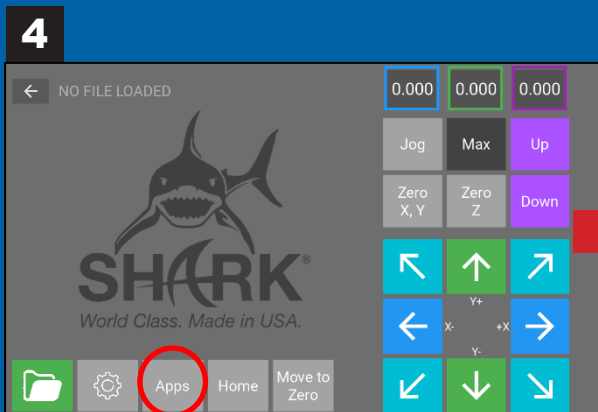 4
NO FILE LOADED
0.000 0.000 0.000
Jog Max Up
Zero X, Y
Zero Z
Down
SHARK®
World Class. Made in USA.
Y+
X- +X
Y-
Apps
Home
Move to
Zero